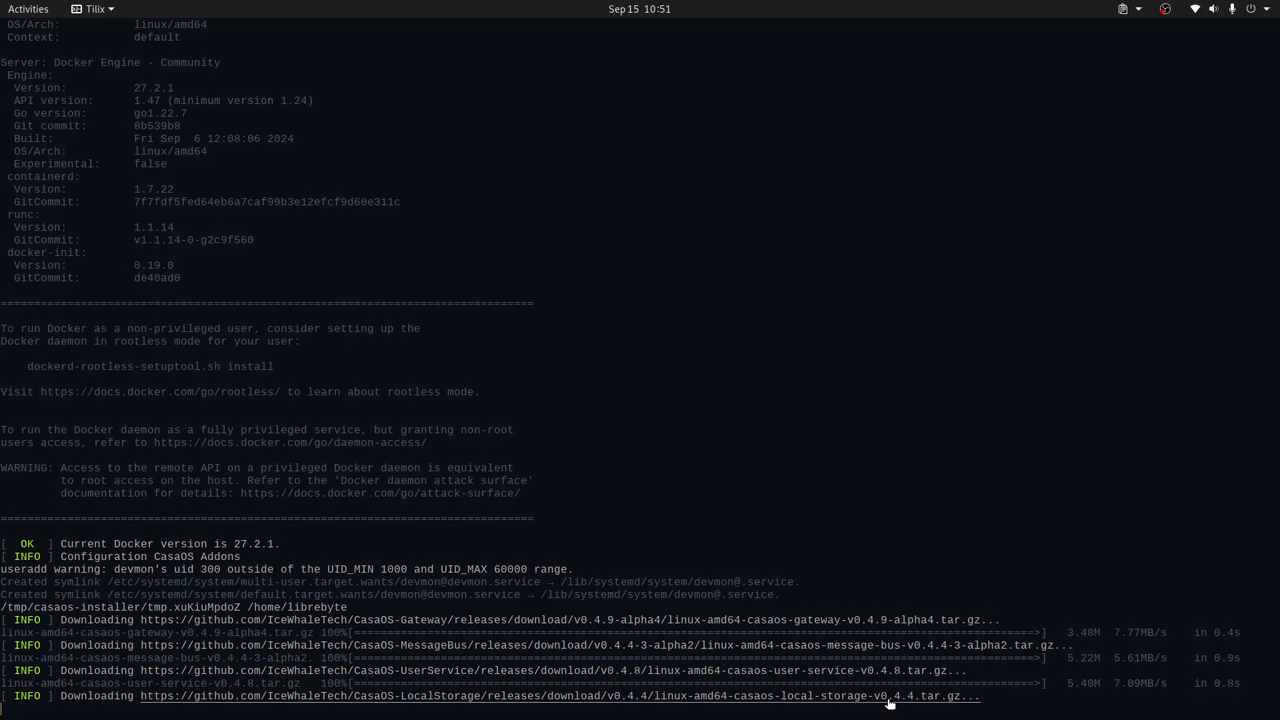 Activities Tilix Sep 15 10:51
OS/Arch: linux/amd64
Context: default
Server: Docker Engine - Community
Engine:
Version: 27.2.1
API version: 1.47 (minimum version 1.24)
Go version: go1.22.7
Git commit: 8b539b8
Built: Fri Sep  6 12:08:06 2024
OS/Arch: linux/amd64
Experimental: false
containerd:
Version: 1.7.22
GitCommit: 7f7fdf5fed64eb6a7caf99b3e12efcf9d60e311c
runc:
Version: 1.1.14
GitCommit: v1.1.14-0-g2c9f560
docker-init:
Version: 0.19.0
GitCommit: de40ad0
================================================================================
To run Docker as a non-privileged user, consider setting up the
Docker daemon in rootless mode for your user:
dockerd-rootless-setuptool.sh install
Visit https://docs.docker.com/go/rootless/ to learn about rootless mode.
To run the Docker daemon as a fully privileged service, but granting non-root
users access, refer to https://docs.docker.com/go/daemon-access/
WARNING: Access to the remote API on a privileged Docker daemon is equivalent
to root access on the host. Refer to the 'Docker daemon attack surface'
documentation for details: https://docs.docker.com/go/attack-surface/
================================================================================
[  OK  ] Current Docker version is 27.2.1.
[ INFO ] Configuration CasaOS Addons
useradd warning: devmon's uid 300 outside of the UID_MIN 1000 and UID_MAX 60000 range.
Created symlink /etc/systemd/system/multi-user.target.wants/devmon@devmon.service → /lib/systemd/system/devmon@.service.
Created symlink /etc/systemd/system/default.target.wants/devmon@devmon.service → /lib/systemd/system/devmon@.service.
/tmp/casaos-installer/tmp.xuKiuMpdoZ /home/librebyte
[ INFO ] Downloading https://github.com/IceWhaleTech/CasaOS-Gateway/releases/download/v0.4.9-alpha4/linux-amd64-casaos-gateway-v0.4.9-alpha4.tar.gz...
linux-amd64-casaos-gateway-v0.4.9-alpha4.tar.gz 100%[======================================================================================================>] 3.48M 7.77MB/s in 0.4s
[ INFO ] Downloading https://github.com/IceWhaleTech/CasaOS-MessageBus/releases/download/v0.4.4-3-alpha2/linux-amd64-casaos-message-bus-v0.4.4-3-alpha2.tar.gz...
linux-amd64-casaos-message-bus-v0.4.4-3-alpha2. 100%[======================================================================================================>] 5.22M 5.61MB/s in 0.9s
[ INFO ] Downloading https://github.com/IceWhaleTech/CasaOS-UserService/releases/download/v0.4.8/linux-amd64-casaos-user-service-v0.4.8.tar.gz...
linux-amd64-casaos-user-service-v0.4.8.tar.gz 100%[======================================================================================================>] 5.40M 7.09MB/s in 0.8s
[ INFO ] Downloading https://github.com/IceWhaleTech/CasaOS-LocalStorage/releases/download/v0.4.4/linux-amd64-casaos-local-storage-v0.4.4.tar.gz...